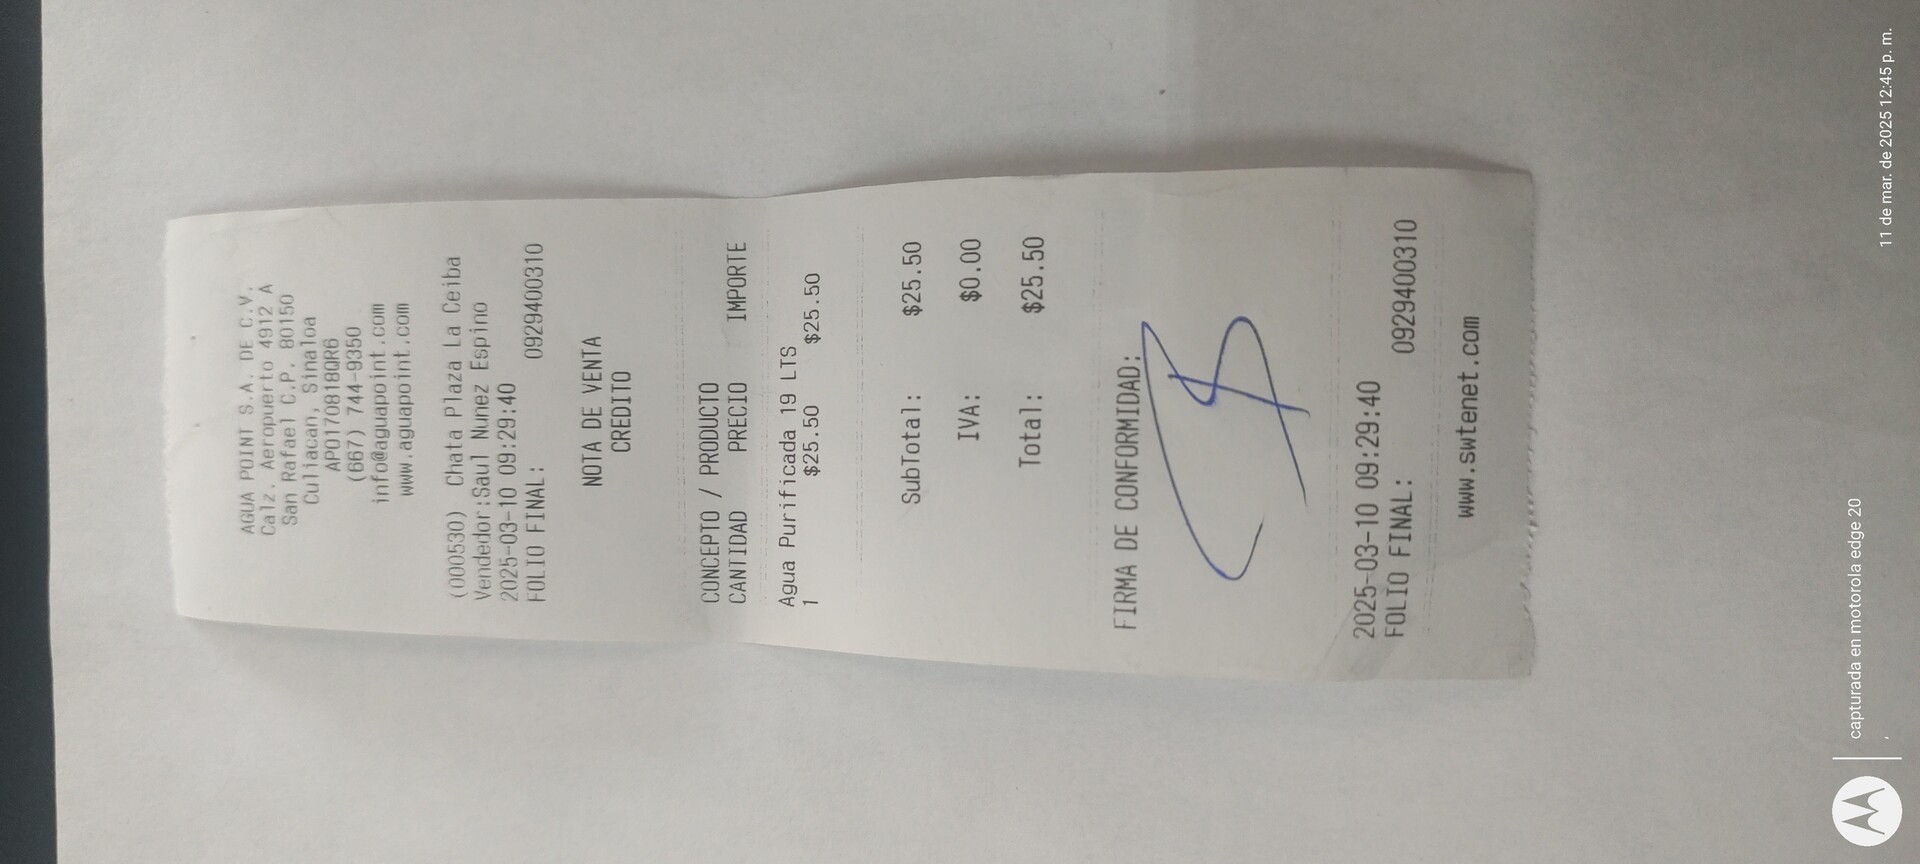 AGUA POINT S.A. DE C.V.
Calz. Aeropuerto 4912 A
San Rafael C.P. 80150
Culiacan, Sinaloa
APO170818QR6
(667) 744-9350
info@aguapoint.com
www.aguapoint.com
(000530) Chata Plaza La Ceiba
Vendedor:Saul Nunez Espino
2025-03-10 09:29:40
FOLIO FINAL: 0929400310
NOTA DE VENTA
CREDITO
CONCEPTO / PRODUCTO
CANTIDAD PRECIO IMPORTE
Agua Purificada 19 LTS
1 $25.50 $25.50
SubTotal: $25.50
IVA: $0.00
Total: $25.50
FIRMA DE CONFORMIDAD:
2025-03-10 09:29:40
FOLIO FINAL: 0929400310
www.swtenet.com
capturada en motorola edge 20
11 de mar. de 2025 12:45 p. m.